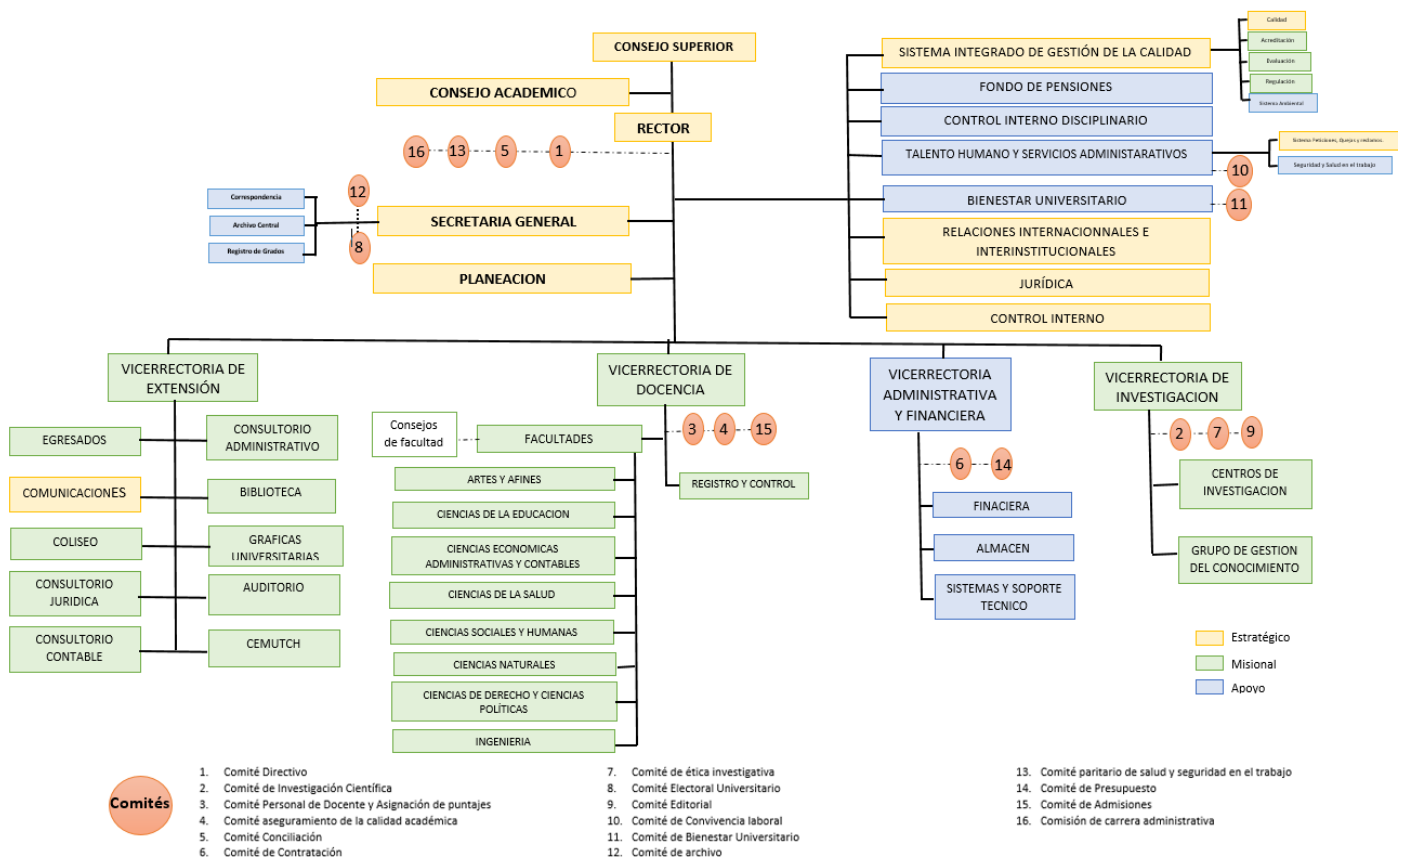 CONSEJO SUPERIOR
CONSEJO ACADEMICO
RECTOR
16 13 5 1
12
Correspondencia
Archivo Central
Registro de Grados
8
SECRETARIA GENERAL
PLANEACION
SISTEMA INTEGRADO DE GESTIÓN DE LA CALIDAD
Calidad
Acreditación
Evaluación
Regulación
Sistema Ambiental
FONDO DE PENSIONES
CONTROL INTERNO DISCIPLINARIO
TALENTO HUMANO Y SERVICIOS ADMINISTARATIVOS
Sistema Peticiones, Quejas y reclamos.
Seguridad y Salud en el trabajo
10
BIENESTAR UNIVERSITARIO
11
RELACIONES INTERNACIONNALES E
INTERINSTITUCIONALES
JURÍDICA
CONTROL INTERNO
VICERRECTORIA DE
EXTENSIÓN
EGRESADOS
CONSULTORIO
ADMINISTRATIVO
COMUNICACIONES
BIBLIOTECA
COLISEO
GRAFICAS
UNIVERSITARIAS
CONSULTORIO
JURIDICA
AUDITORIO
CONSULTORIO
CONTABLE
CEMUTCH
VICERRECTORIA DE
DOCENCIA
Consejos
de facultad
FACULTADES
3 4 15
REGISTRO Y CONTROL
ARTES Y AFINES
CIENCIAS DE LA EDUCACION
CIENCIAS ECONOMICAS
ADMINISTRATIVAS Y CONTABLES
CIENCIAS DE LA SALUD
CIENCIAS SOCIALES Y HUMANAS
CIENCIAS NATURALES
CIENCIAS DE DERECHO Y CIENCIAS
POLÍTICAS
INGENIERIA
VICERRECTORIA
ADMINISTRATIVA
Y FINANCIERA
6 14
FINACIERA
ALMACEN
SISTEMAS Y SOPORTE
TECNICO
VICERRECTORIA DE
INVESTIGACION
2 7 9
CENTROS DE
INVESTIGACION
GRUPO DE GESTION
DEL CONOCIMIENTO
Estratégico
Misional
Apoyo
Comités
1. Comité Directivo
2. Comité de Investigación Científica
3. Comité Personal de Docente y Asignación de puntajes
4. Comité aseguramiento de la calidad académica
5. Comité Conciliación
6. Comité de Contratación
7. Comité de ética investigativa
8. Comité Electoral Universitario
9. Comité Editorial
10. Comité de Convivencia laboral
11. Comité de Bienestar Universitario
12. Comité de archivo
13. Comité paritario de salud y seguridad en el trabajo
14. Comité de Presupuesto
15. Comité de Admisiones
16. Comisión de carrera administrativa